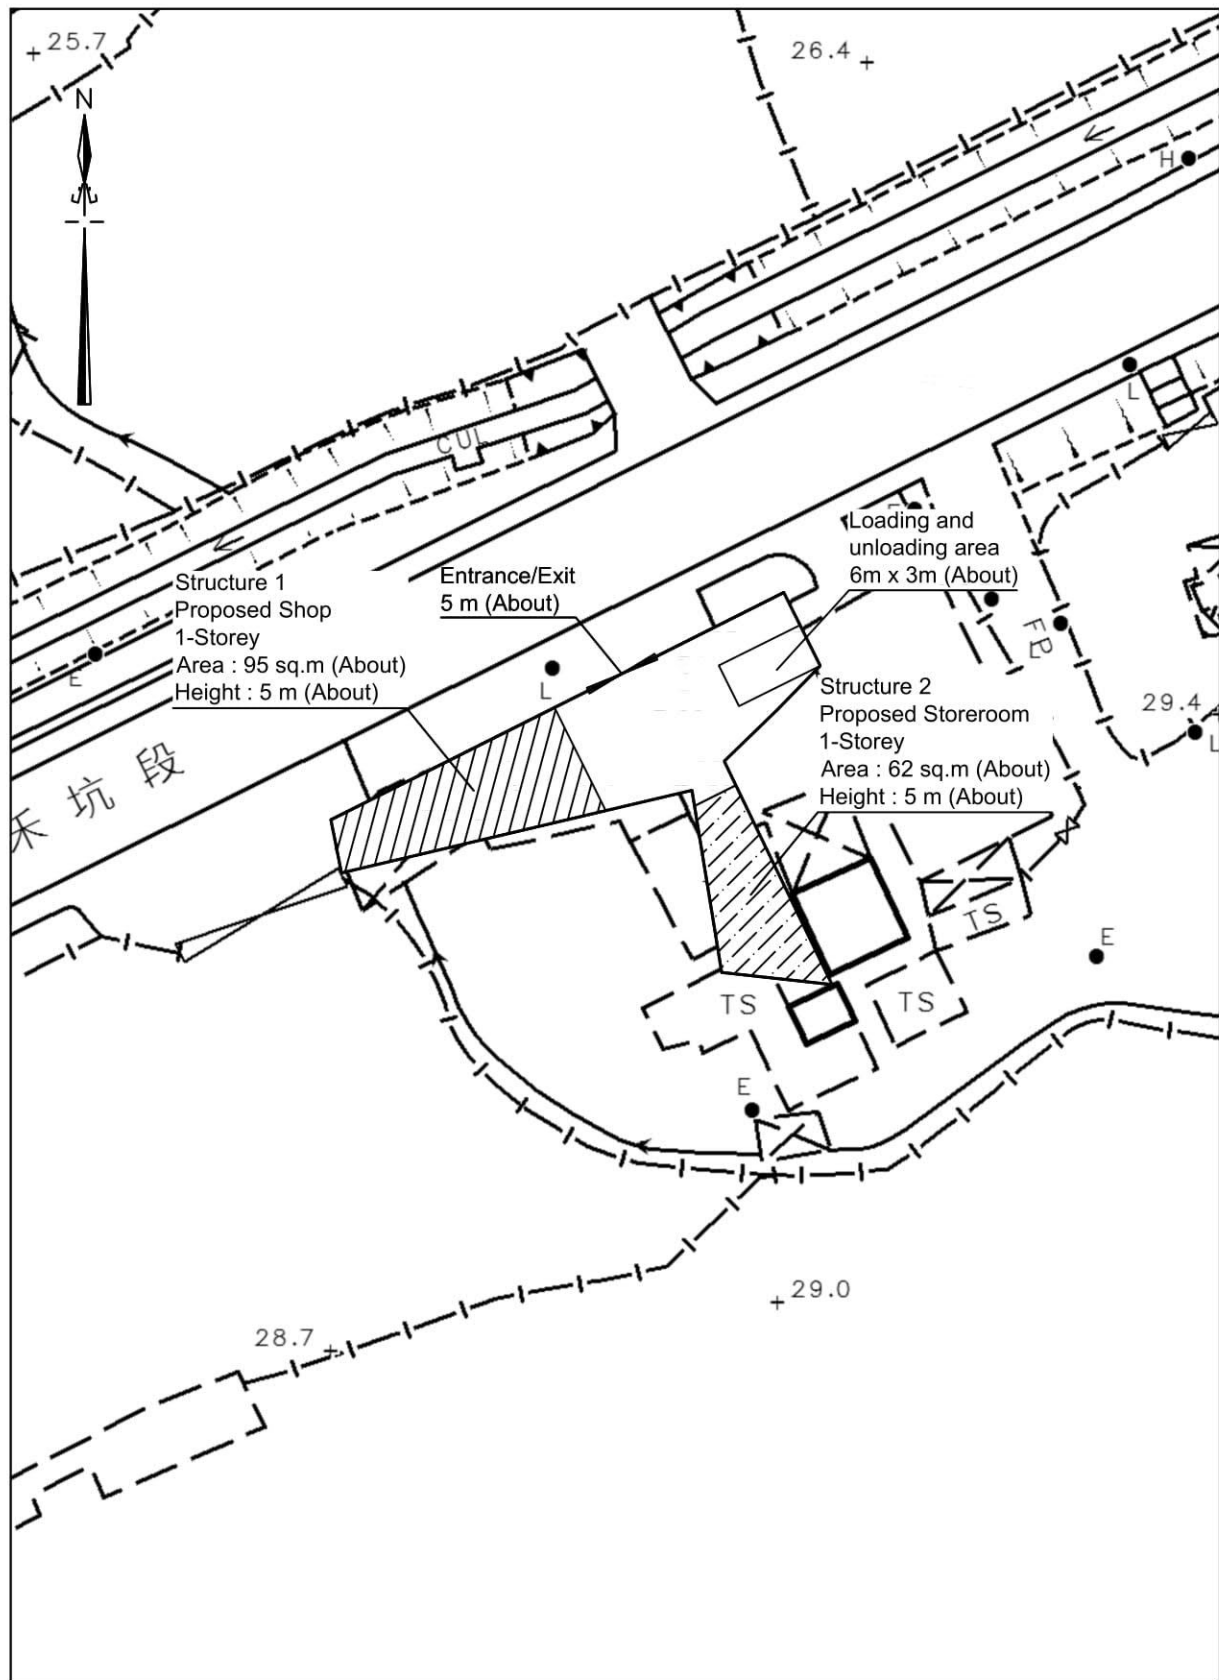 25.7
26.4
N
H
L
CUL
Loading and
unloading area
6m x 3m (About)
Structure 1
Proposed Shop
1-Storey
Area : 95 sq.m (About)
Height : 5 m (About)
Entrance/Exit
5 m (About)
E
L
Structure 2
Proposed Storeroom
1-Storey
Area : 62 sq.m (About)
Height : 5 m (About)
29.4
L
禾坑段
TS
E
TS
TS
E
29.0
28.7